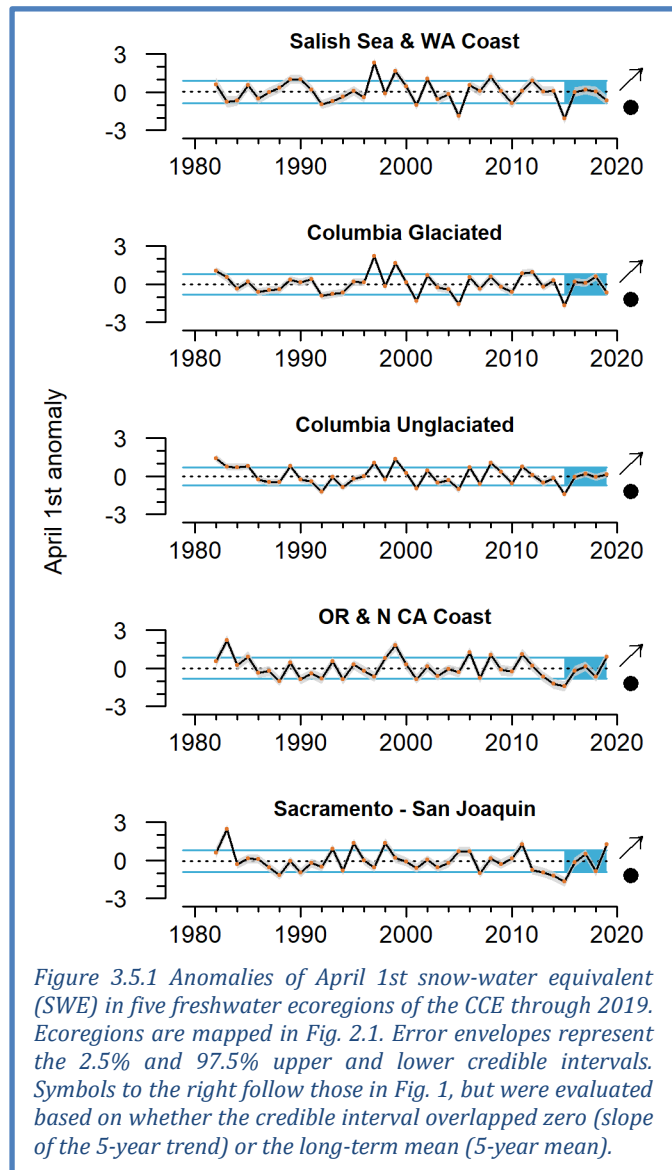 Salish Sea & WA Coast
3
0
-3
1980 1990 2000 2010 2020
Columbia Glaciated
3
0
-3
1980 1990 2000 2010 2020
Columbia Unglaciated
3
0
-3
1980 1990 2000 2010 2020
April 1st anomaly
OR & N CA Coast
3
0
-3
1980 1990 2000 2010 2020
Sacramento - San Joaquin
3
0
-3
1980 1990 2000 2010 2020
Figure 3.5.1 Anomalies of April 1st snow-water equivalent
(SWE) in five freshwater ecoregions of the CCE through 2019.
Ecoregions are mapped in Fig. 2.1. Error envelopes represent
the 2.5% and 97.5% upper and lower credible intervals.
Symbols to the right follow those in Fig. 1, but were evaluated
based on whether the credible interval overlapped zero (slope
of the 5-year trend) or the long-term mean (5-year mean).